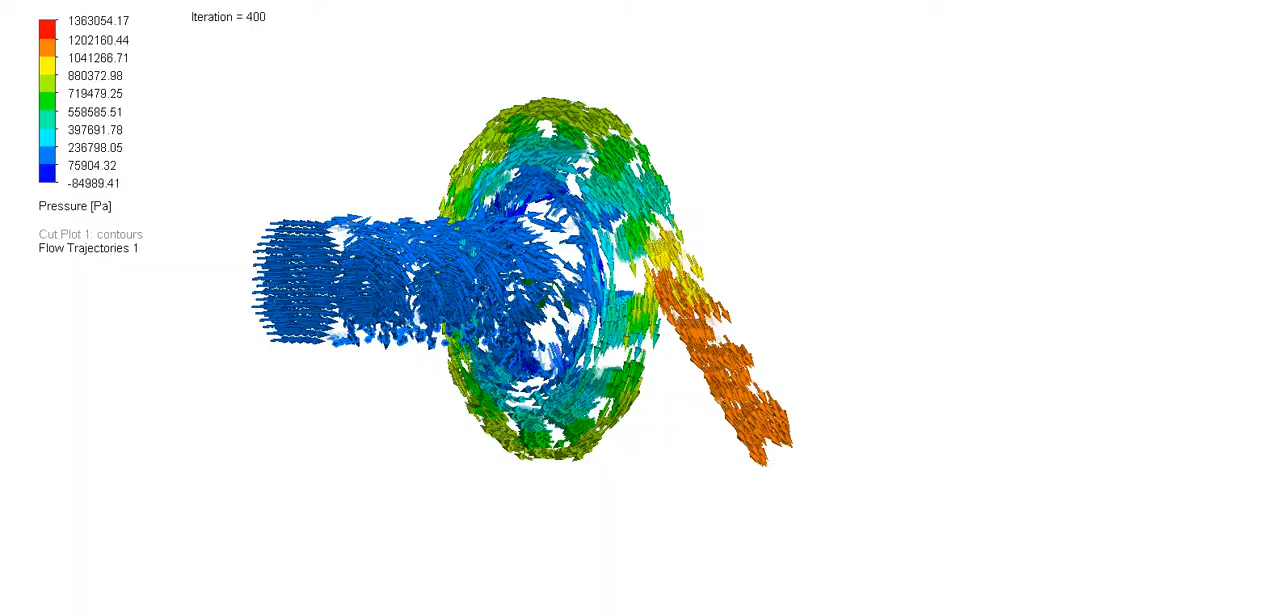 1363054.17
Iteration = 400
1202160.44
1041266.71
880372.98
719479.25
558585.51
397691.78
236798.05
75904.32
-84989.41
Pressure [Pa]
Cut Plot 1: contours
Flow Trajectories 1